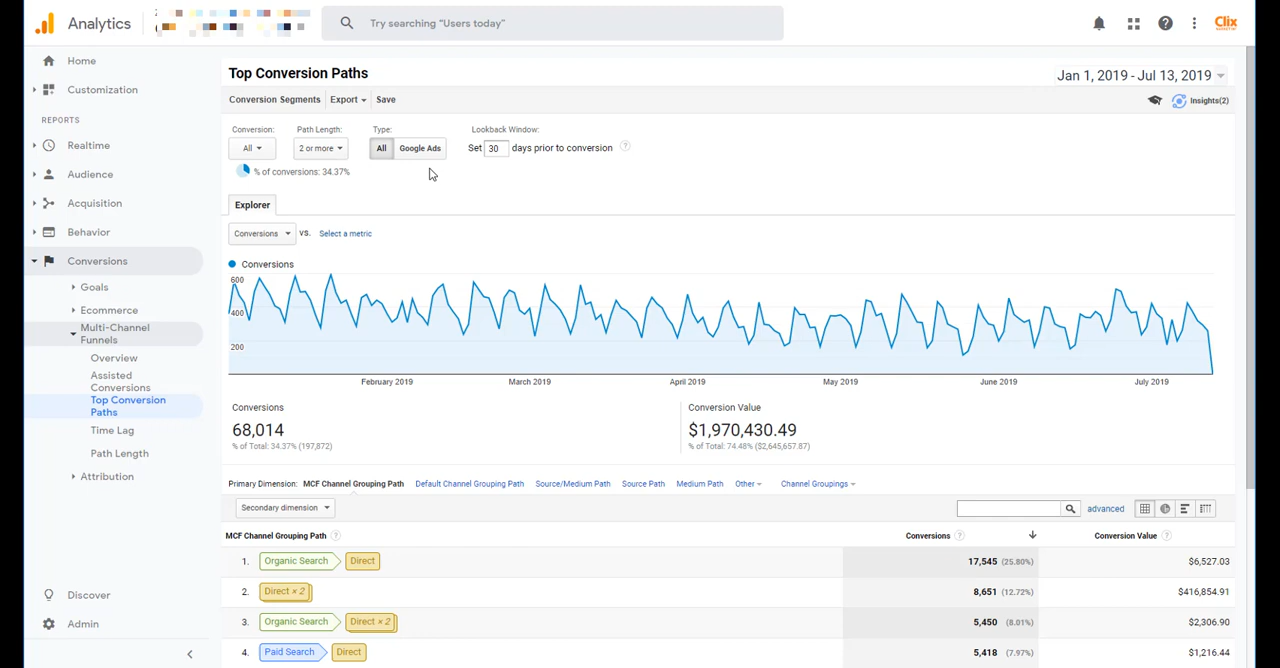 Analytics
Try searching "Users today"
Clix
Home
Customization
REPORTS
Realtime
Audience
Acquisition
Behavior
Conversions
Goals
Ecommerce
Multi-Channel
Funnels
Overview
Assisted
Conversions
Top Conversion
Paths
Time Lag
Path Length
Attribution
Discover
Admin
Top Conversion Paths
Jan 1, 2019 - Jul 13, 2019
Conversion Segments Export Save
Insights(2)
Conversion: Path Length: Type: Lookback Window:
All 2 or more All Google Ads Set 30 days prior to conversion ?
% of conversions: 34.37%
Explorer
Conversions VS. Select a metric
Conversions
600
400
200
February 2019 March 2019 April 2019 May 2019 June 2019 July 2019
Conversions Conversion Value
68,014 $1,970,430.49
% of Total: 34.37% (197,872) % of Total: 74.48% ($2,645,657.87)
Primary Dimension: MCF Channel Grouping Path Default Channel Grouping Path Source/Medium Path Source Path Medium Path Other Channel Groupings
Secondary dimension advanced
MCF Channel Grouping Path ? Conversions ? Conversion Value ?
1. Organic Search Direct 17,545 (25.80%) $6,527.03
2. Direct × 2 8,651 (12.72%) $416,854.91
3. Organic Search Direct × 2 5,450 (8.01%) $2,306.90
4. Paid Search Direct 5,418 (7.97%) $1,216.44